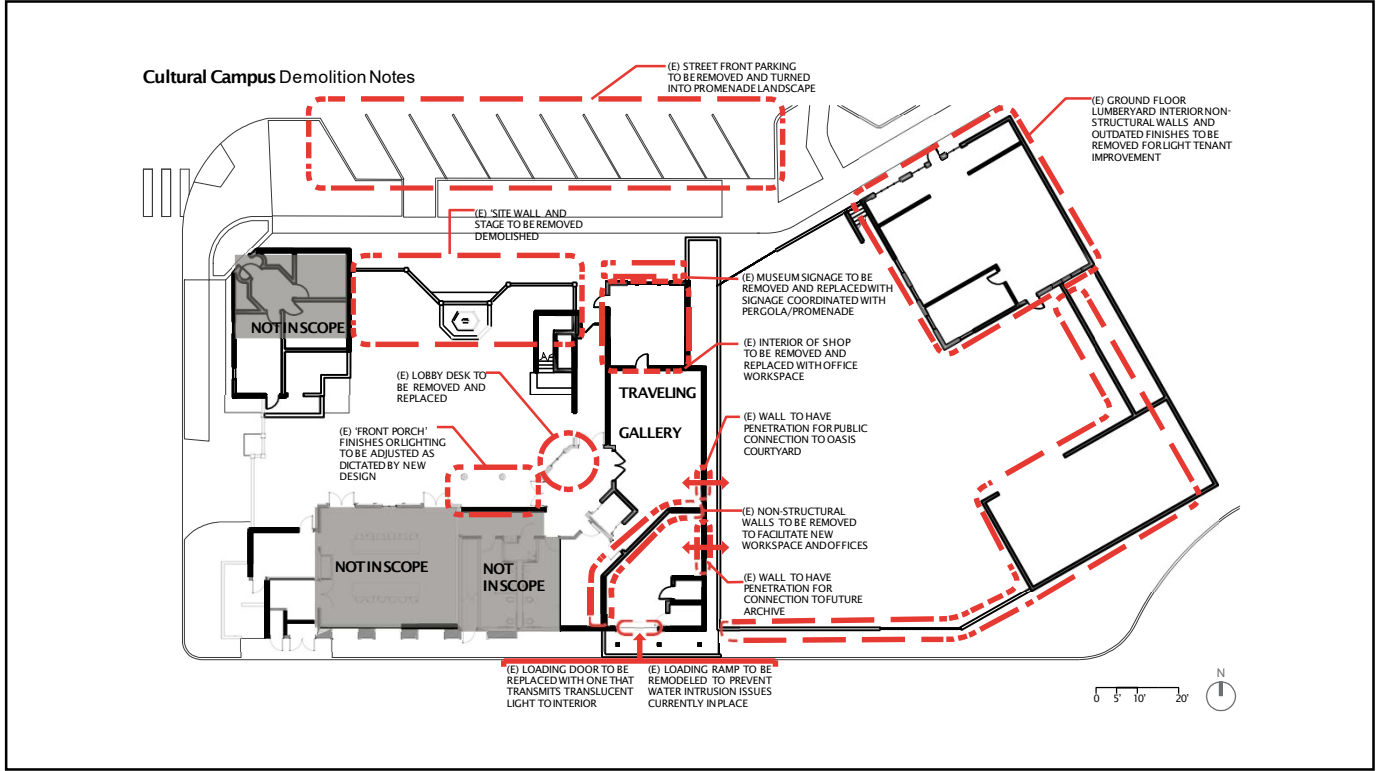 Cultural Campus Demolition Notes
(E) STREET FRONT PARKING
TO BE REMOVED AND TURNED
INTO PROMENADE LANDSCAPE
(E) GROUND FLOOR
LUMBERYARD INTERIOR NON-
STRUCTURAL WALLS AND
OUTDATED FINISHES TO BE
REMOVED FOR LIGHT TENANT
IMPROVEMENT
(E) 'SITE WALL AND
STAGE TO BE REMOVED
DEMOLISHED
(E) MUSEUM SIGNAGE TO BE
REMOVED AND REPLACED WITH
SIGNAGE COORDINATED WITH
PERGOLA/PROMENADE
NOT IN SCOPE
(E) INTERIOR OF SHOP
TO BE REMOVED AND
REPLACED WITH OFFICE
WORKSPACE
(E) LOBBY DESK TO
BE REMOVED AND
REPLACED
TRAVELING
GALLERY
(E) WALL TO HAVE
PENETRATION FOR PUBLIC
CONNECTION TO OASIS
COURTYARD
(E) 'FRONT PORCH'
FINISHES OR LIGHTING
TO BE ADJUSTED AS
DICTATED BY NEW
DESIGN
(E) NON-STRUCTURAL
WALLS TO BE REMOVED
TO FACILITATE NEW
WORKSPACE AND OFFICES
NOT IN SCOPE
NOT
IN SCOPE
(E) WALL TO HAVE
PENETRATION FOR
CONNECTION TO FUTURE
ARCHIVE
(E) LOADING DOOR TO BE
REPLACED WITH ONE THAT
TRANSMITS TRANSLUCENT
LIGHT TO INTERIOR
(E) LOADING RAMP TO BE
REMODELED TO PREVENT
WATER INTRUSION ISSUES
CURRENTLY IN PLACE
N
0 5' 10' 20'